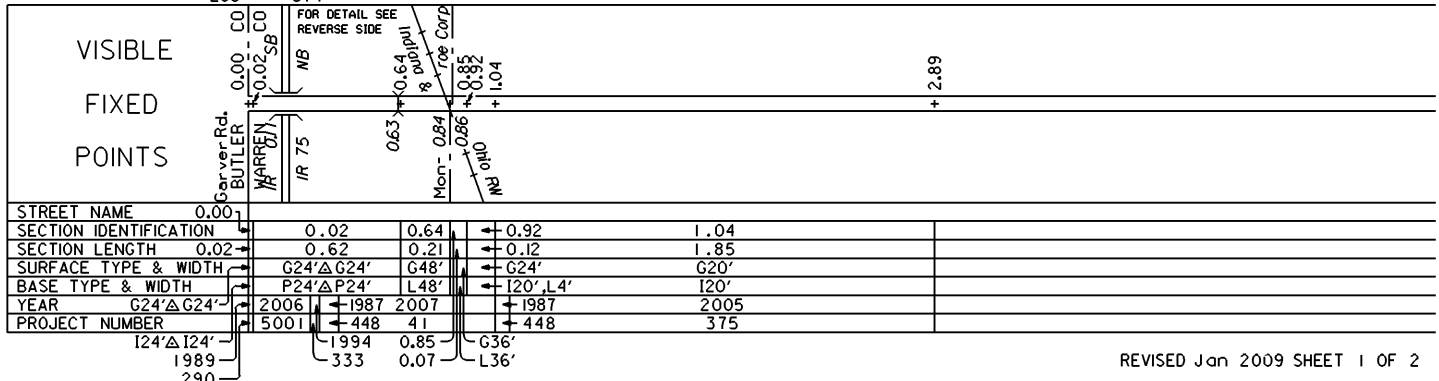 FOR DETAIL SEE
REVERSE SIDE
VISIBLE
FIXED
POINTS
0.00 CO
0.02 CO
SB
NB
0.64
Indiana &
roe Corp
0.85
0.92
1.04
2.89
Garver Rd.
BUTLER
WARREN
IR 0.11
IR 75
0.63
Mon- 0.84
0.86
Ohio RW
STREET NAME 0.00
SECTION IDENTIFICATION 0.02 0.64 0.92 1.04
SECTION LENGTH 0.02 0.62 0.21 0.12 1.85
SURFACE TYPE & WIDTH G24'△G24' G48' G24' G20'
BASE TYPE & WIDTH P24'△P24' L48' I20',L4' I20'
YEAR G24'△G24' 2006 1987 2007 1987 2005
PROJECT NUMBER 5001 448 41 448 375
I24'△I24' 1994 0.85 G36'
1989 333 0.07 L36'
290
REVISED Jan 2009 SHEET 1 OF 2